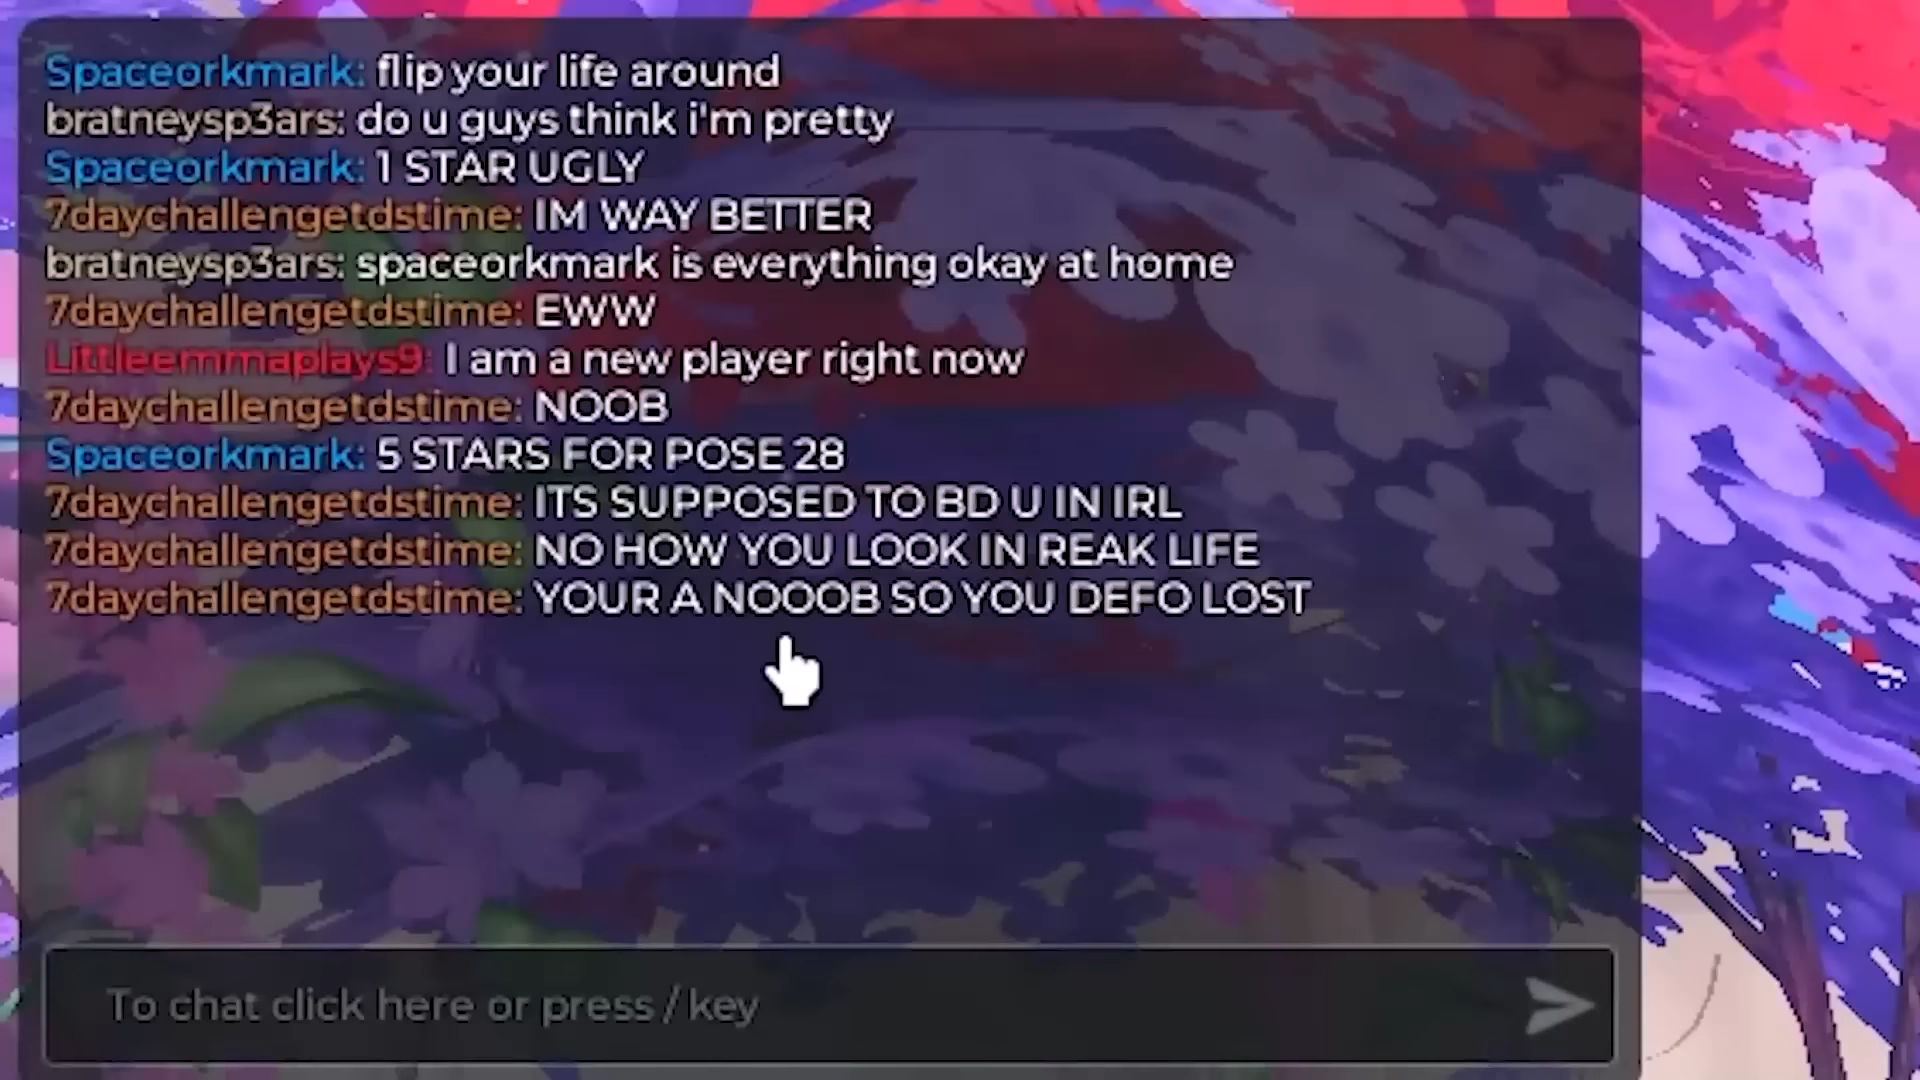 Spaceorkmark: flip your life around
bratneysp3ars: do u guys think i'm pretty
Spaceorkmark: 1 STAR UGLY
7daychallengetdstime: IM WAY BETTER
bratneysp3ars: spaceorkmark is everything okay at home
7daychallengetdstime: EWW
Littleemmaplays9: I am a new player right now
7daychallengetdstime: NOOB
Spaceorkmark: 5 STARS FOR POSE 28
7daychallengetdstime: ITS SUPPOSED TO BD U IN IRL
7daychallengetdstime: NO HOW YOU LOOK IN REAK LIFE
7daychallengetdstime: YOUR A NOOOB SO YOU DEFO LOST
To chat click here or press / key